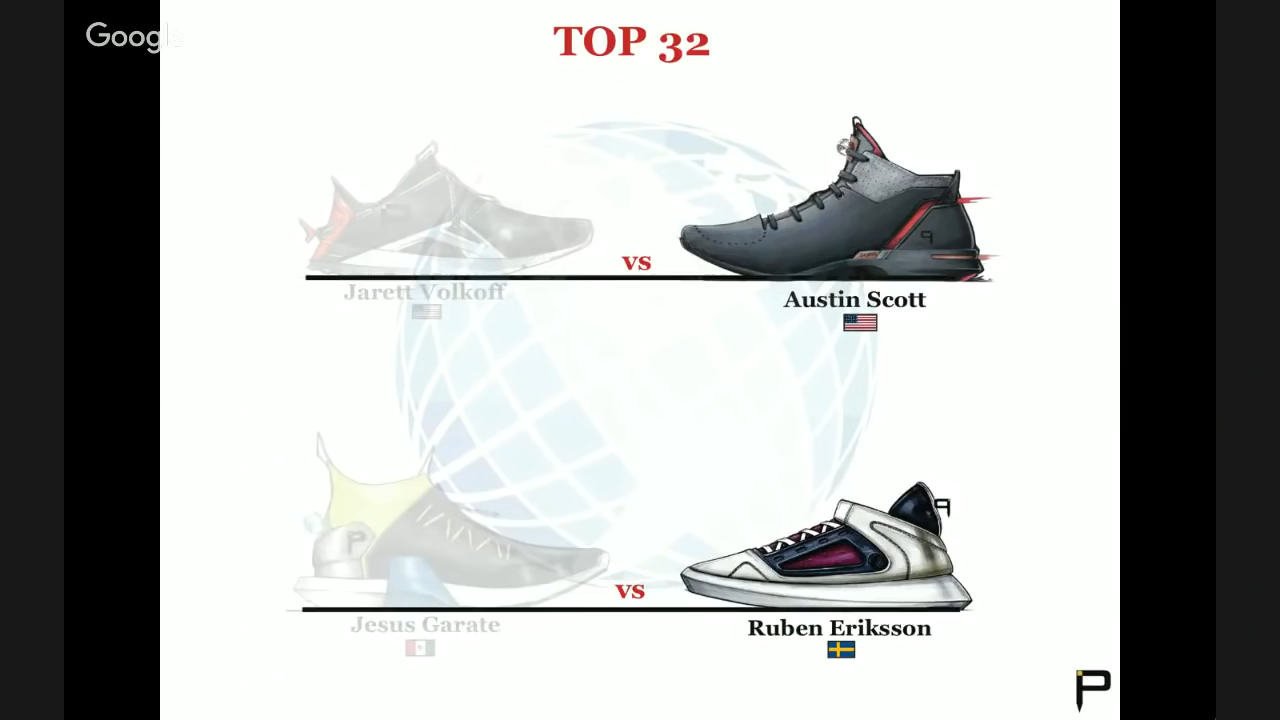 Google
TOP 32
vs
Jarett Volkoff
Austin Scott
vs
Jesus Garate
Ruben Eriksson
P